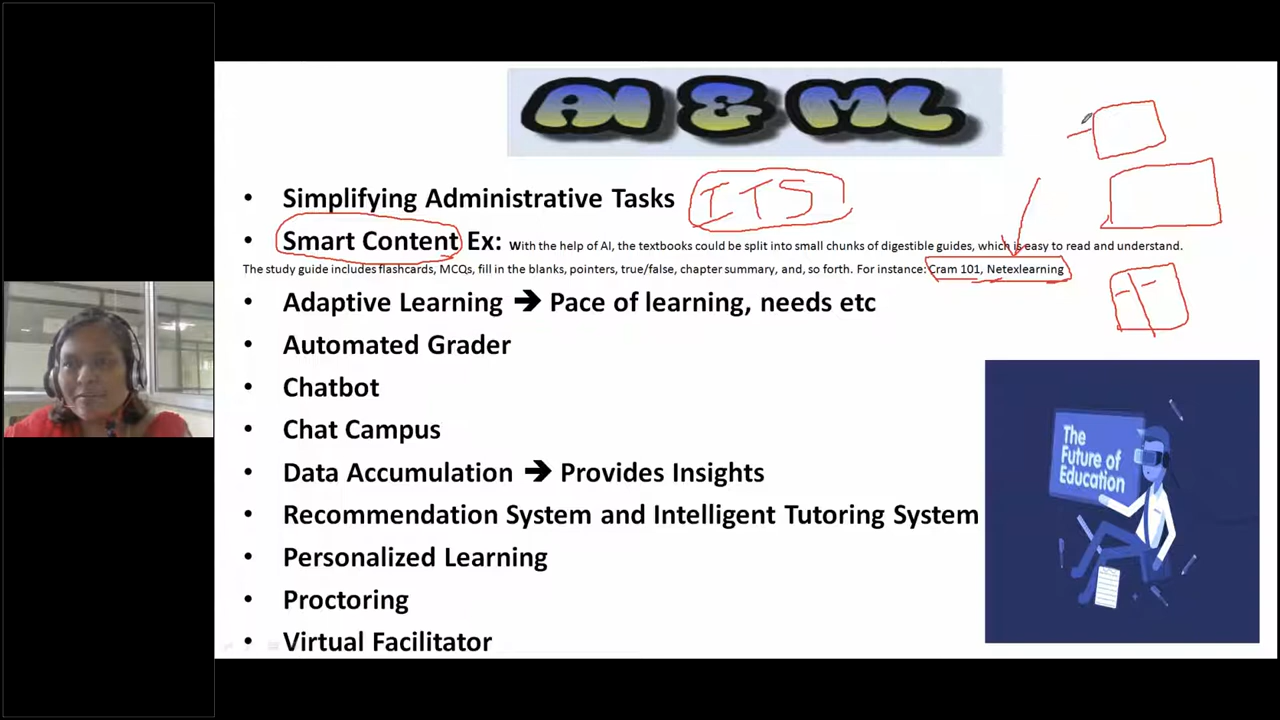 AI & ML
• Simplifying Administrative Tasks ITS
• Smart Content Ex: With the help of AI, the textbooks could be split into small chunks of digestible guides, which is easy to read and understand.
The study guide includes flashcards, MCQs, fill in the blanks, pointers, true/false, chapter summary, and, so forth. For instance: Cram 101, Netexlearning
• Adaptive Learning → Pace of learning, needs etc
• Automated Grader
• Chatbot
• Chat Campus
• Data Accumulation → Provides Insights
• Recommendation System and Intelligent Tutoring System
• Personalized Learning
• Proctoring
• Virtual Facilitator
The
Future of
Education